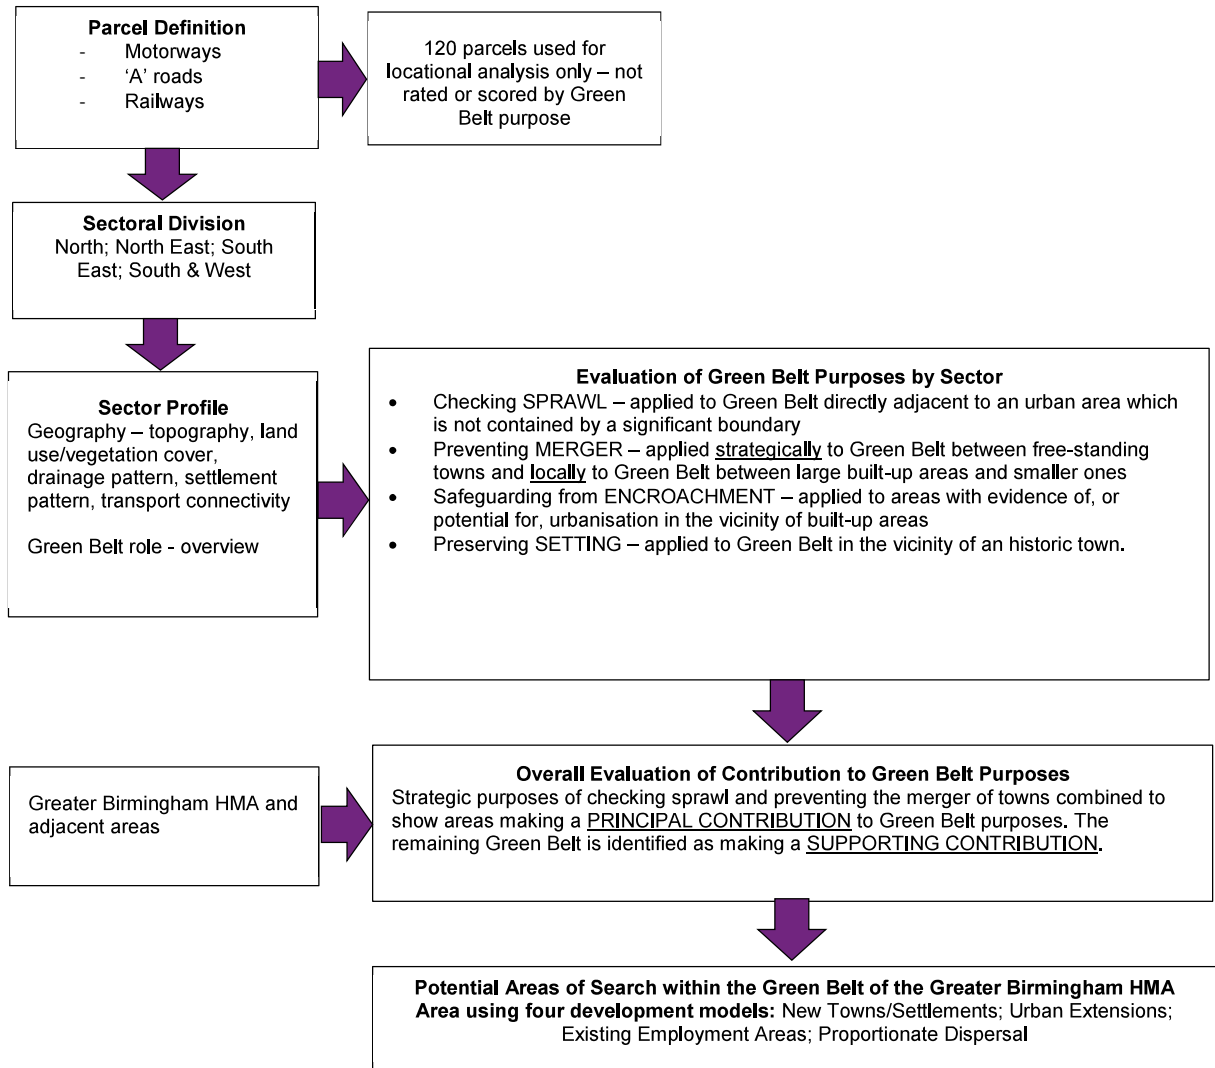 Parcel Definition
- Motorways
- ‘A’ roads
- Railways
120 parcels used for
locational analysis only – not
rated or scored by Green
Belt purpose
Sectoral Division
North; North East; South
East; South & West
Sector Profile
Geography – topography, land
use/vegetation cover,
drainage pattern, settlement
pattern, transport connectivity
Green Belt role - overview
Evaluation of Green Belt Purposes by Sector
• Checking SPRAWL – applied to Green Belt directly adjacent to an urban area which
is not contained by a significant boundary
• Preventing MERGER – applied strategically to Green Belt between free-standing
towns and locally to Green Belt between large built-up areas and smaller ones
• Safeguarding from ENCROACHMENT – applied to areas with evidence of, or
potential for, urbanisation in the vicinity of built-up areas
• Preserving SETTING – applied to Green Belt in the vicinity of an historic town.
Greater Birmingham HMA and
adjacent areas
Overall Evaluation of Contribution to Green Belt Purposes
Strategic purposes of checking sprawl and preventing the merger of towns combined to
show areas making a PRINCIPAL CONTRIBUTION to Green Belt purposes. The
remaining Green Belt is identified as making a SUPPORTING CONTRIBUTION.
Potential Areas of Search within the Green Belt of the Greater Birmingham HMA
Area using four development models: New Towns/Settlements; Urban Extensions;
Existing Employment Areas; Proportionate Dispersal